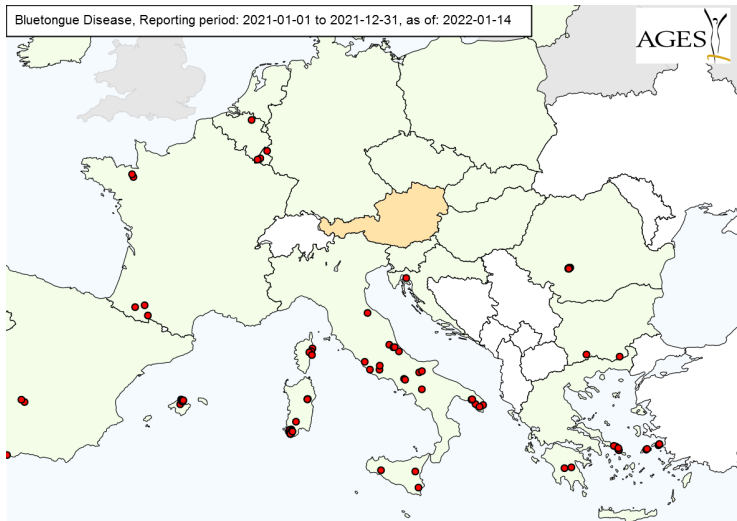 Bluetongue Disease, Reporting period: 2021-01-01 to 2021-12-31, as of: 2022-01-14
AGES